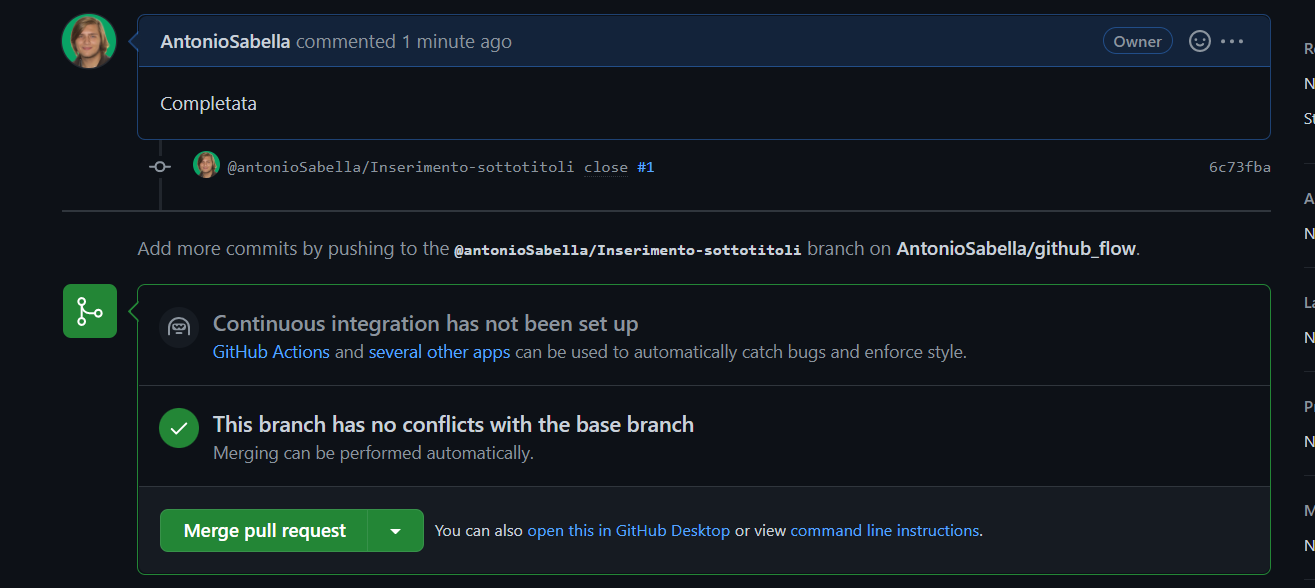 AntonioSabella commented 1 minute ago Owner
Completata
@antonioSabella/Inserimento-sottotitoli close #1 6c73fba
Add more commits by pushing to the @antonioSabella/Inserimento-sottotitoli branch on AntonioSabella/github_flow.
Continuous integration has not been set up
GitHub Actions and several other apps can be used to automatically catch bugs and enforce style.
This branch has no conflicts with the base branch
Merging can be performed automatically.
Merge pull request You can also open this in GitHub Desktop or view command line instructions.